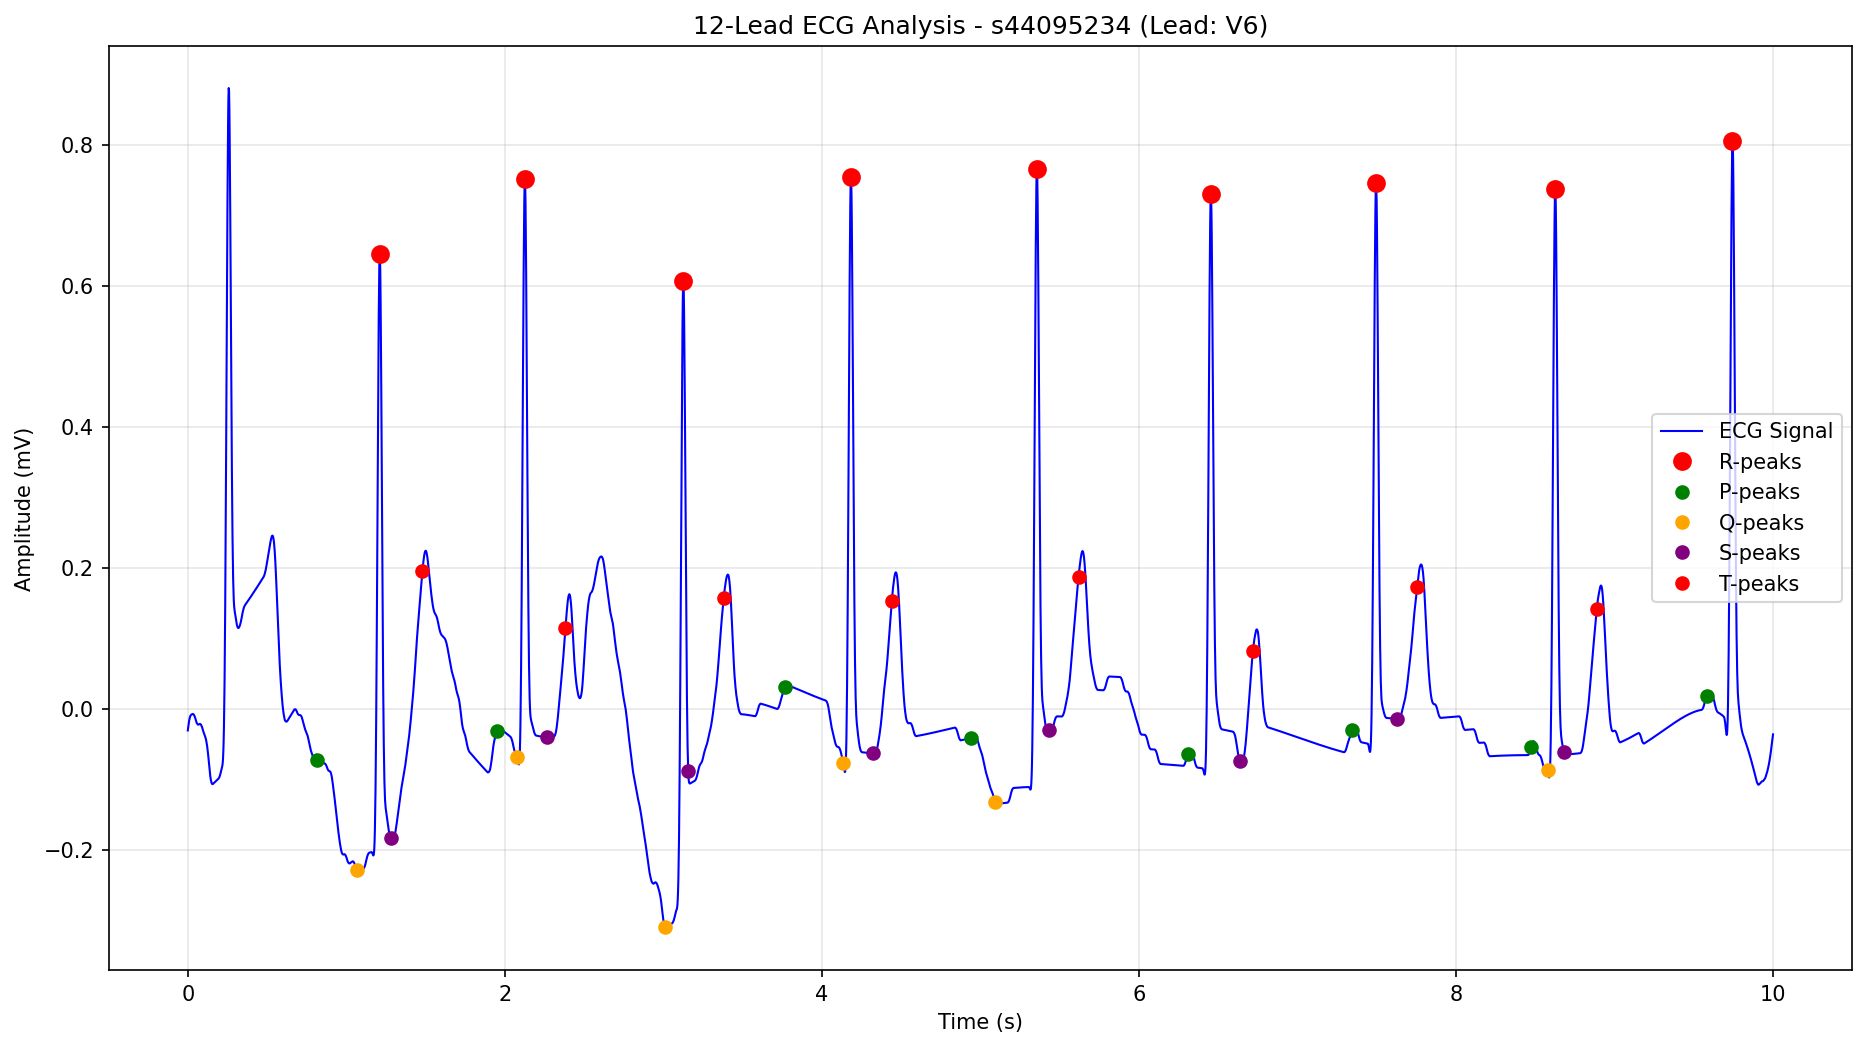 12-Lead ECG Analysis - s44095234 (Lead: V6)
Amplitude (mV)
0.8
0.6
0.4
0.2
0.0
−0.2
ECG Signal
R-peaks
P-peaks
Q-peaks
S-peaks
T-peaks
0 2 4 6 8 10
Time (s)